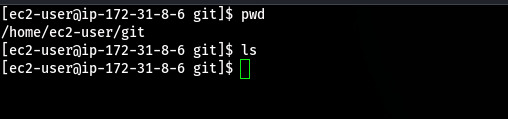 [ec2-user@ip-172-31-8-6 git]$ pwd
/home/ec2-user/git
[ec2-user@ip-172-31-8-6 git]$ ls
[ec2-user@ip-172-31-8-6 git]$